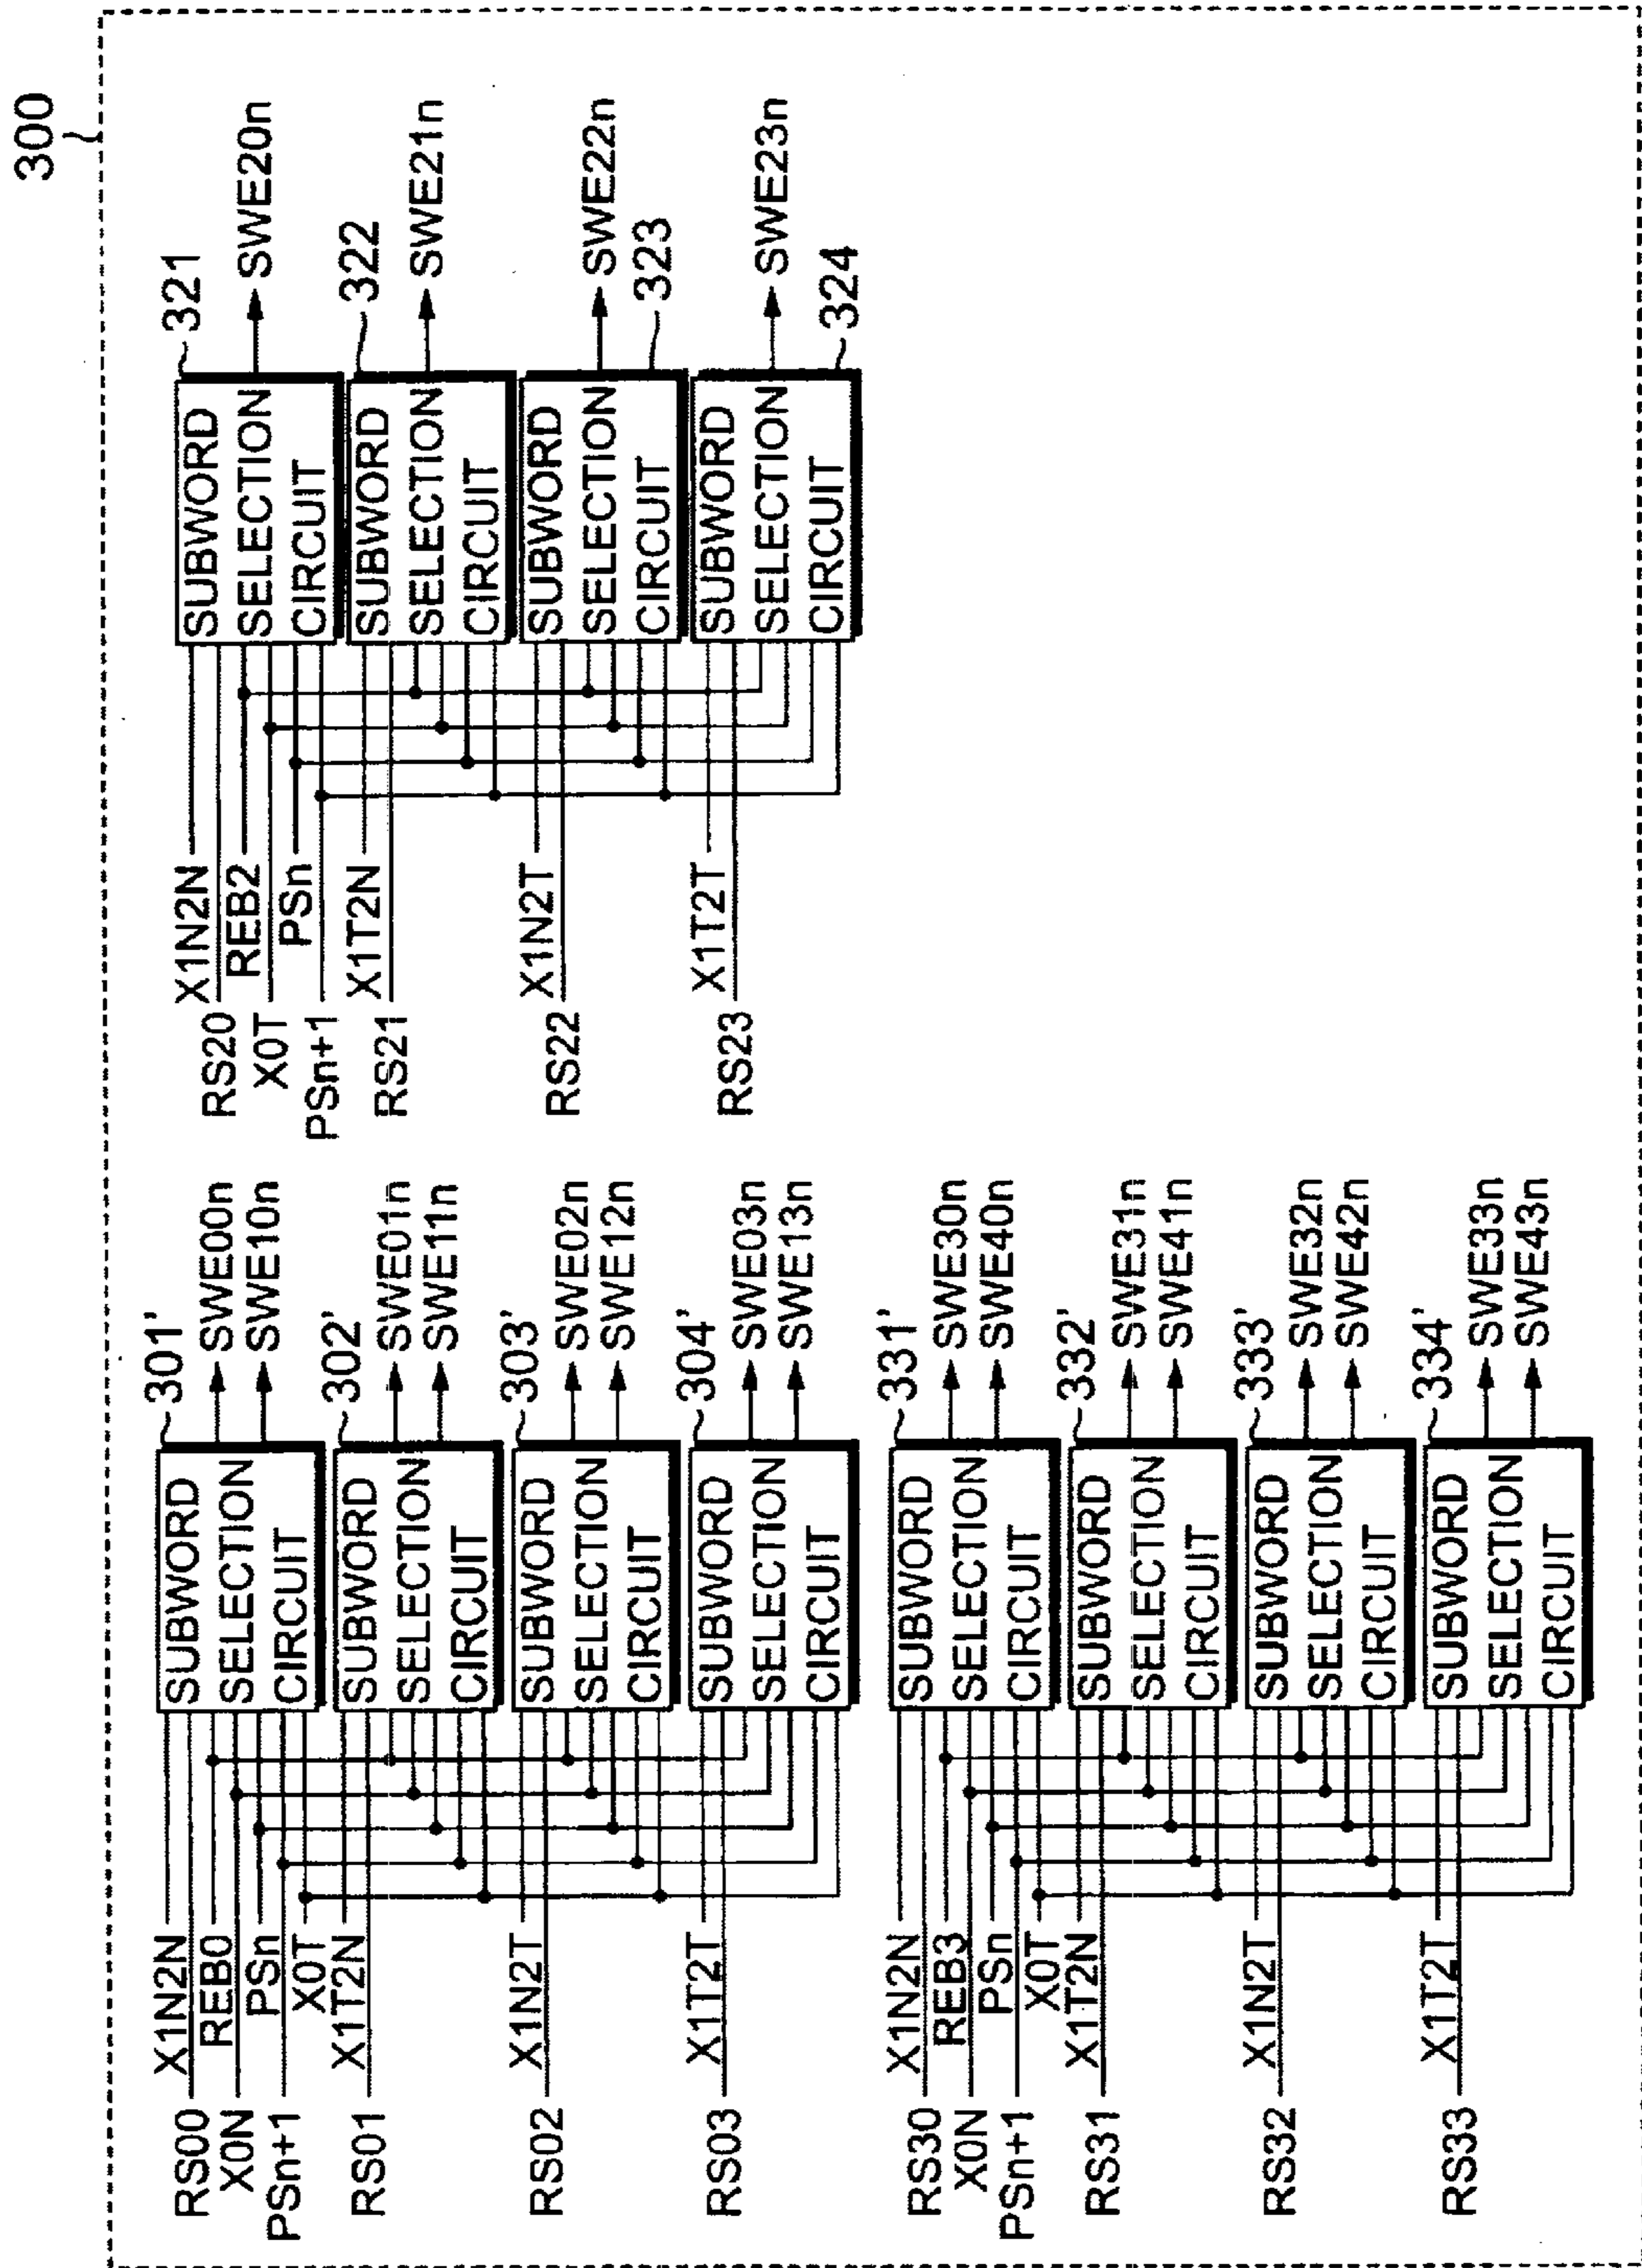 300
X1N2N
RS00
REB0
X0N
PSn
PSn+1
X0T
301'
SUBWORD
SELECTION
CIRCUIT
SWE00n
SWE10n
X1T2N
RS01
302'
SUBWORD
SELECTION
CIRCUIT
SWE01n
SWE11n
X1N2T
RS02
303'
SUBWORD
SELECTION
CIRCUIT
SWE02n
SWE12n
X1T2T
RS03
304'
SUBWORD
SELECTION
CIRCUIT
SWE03n
SWE13n
X1N2N
RS20
REB2
X0T
PSn
PSn+1
321
SUBWORD
SELECTION
CIRCUIT
SWE20n
X1T2N
RS21
322
SUBWORD
SELECTION
CIRCUIT
SWE21n
X1N2T
RS22
323
SUBWORD
SELECTION
CIRCUIT
SWE22n
X1T2T
RS23
324
SUBWORD
SELECTION
CIRCUIT
SWE23n
X1N2N
RS30
REB3
X0N
PSn
PSn+1
X0T
331'
SUBWORD
SELECTION
CIRCUIT
SWE30n
SWE40n
X1T2N
RS31
332'
SUBWORD
SELECTION
CIRCUIT
SWE31n
SWE41n
X1N2T
RS32
333'
SUBWORD
SELECTION
CIRCUIT
SWE32n
SWE42n
X1T2T
RS33
334'
SUBWORD
SELECTION
CIRCUIT
SWE33n
SWE43n